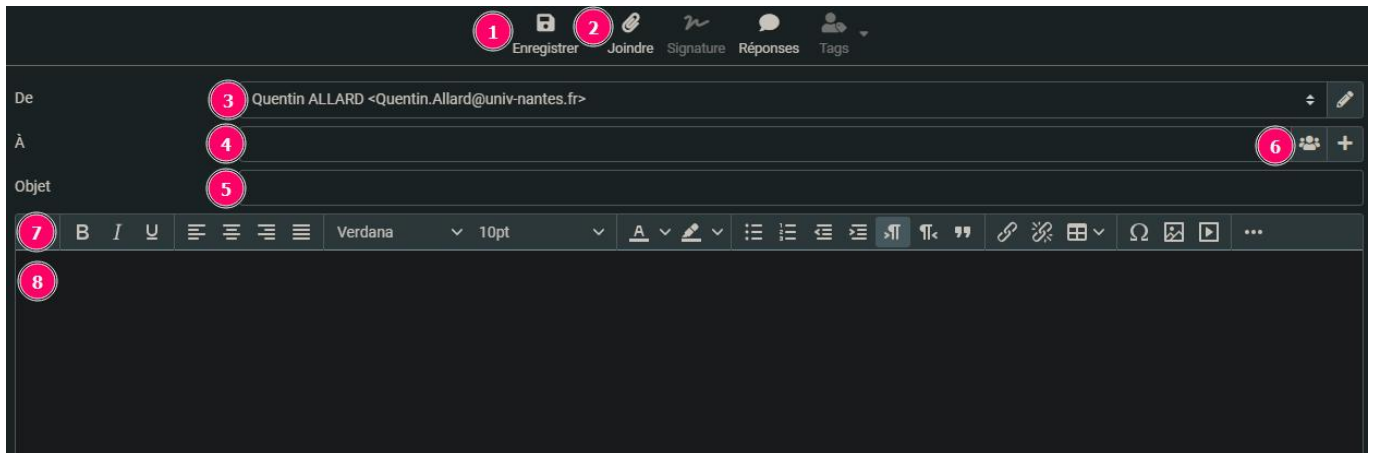 1 Enregistrer 2 Joindre Signature Réponses Tags
De 3 Quentin ALLARD <Quentin.Allard@univ-nantes.fr>
À 4 6
Objet 5
7 B I U Verdana 10pt A Ω
8